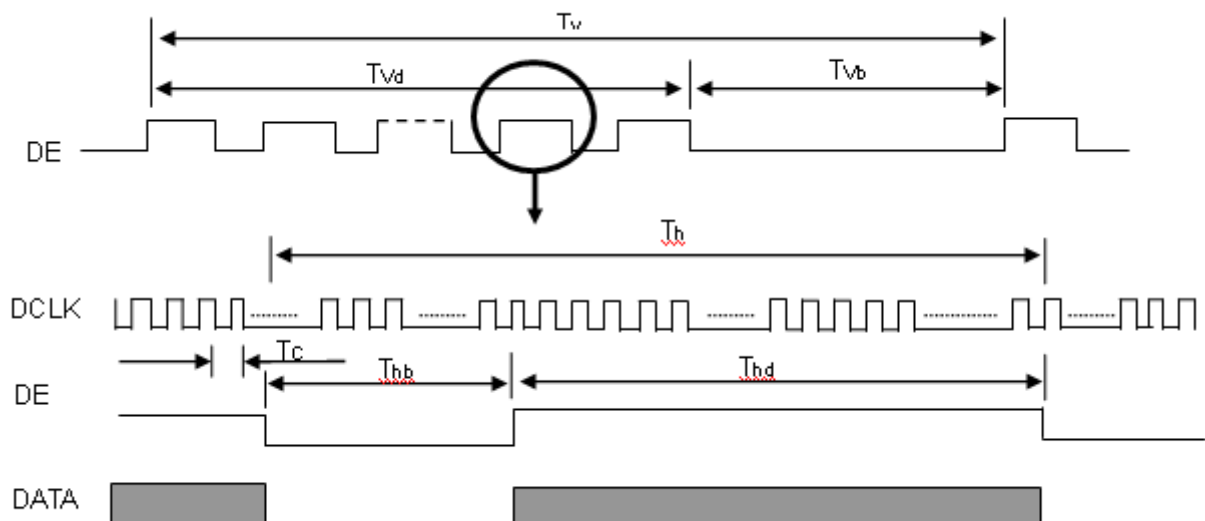 Tv
Tvd
Tvb
DE
Th
DCLK
Tc
Thb
Thd
DE
DATA